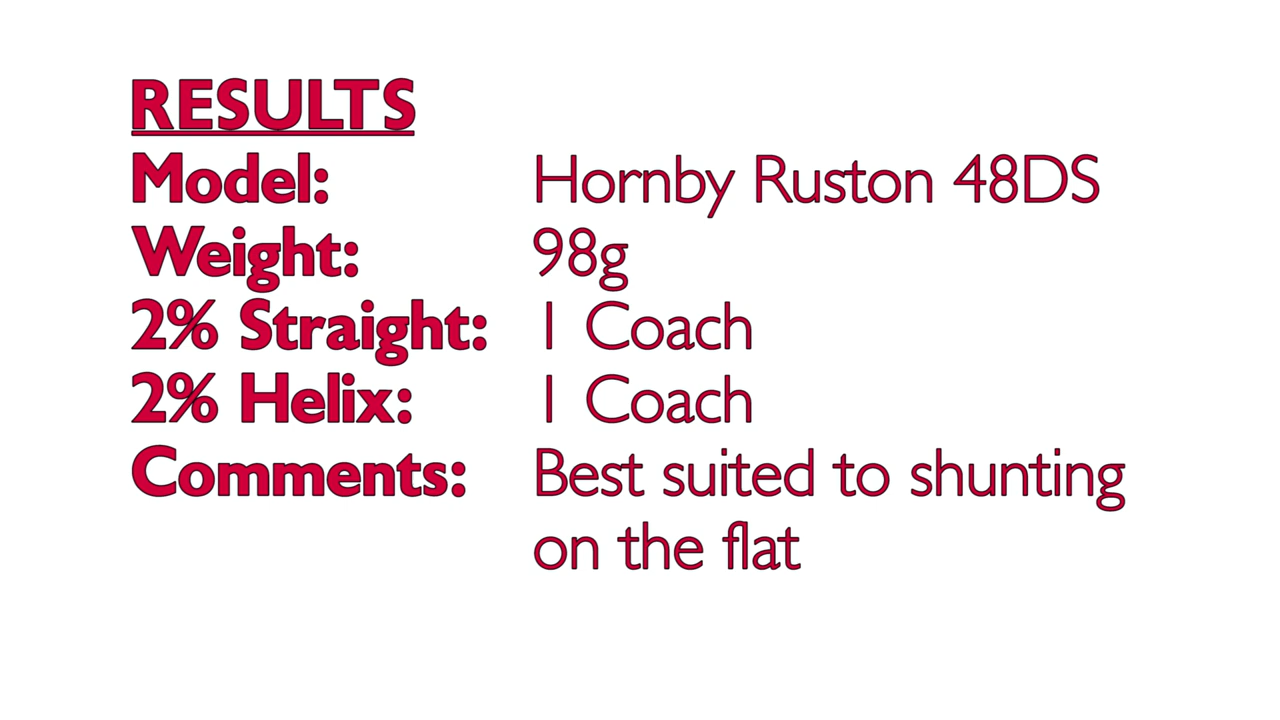 RESULTS
Model: Hornby Ruston 48DS
Weight: 98g
2% Straight: 1 Coach
2% Helix: 1 Coach
Comments: Best suited to shunting
on the flat